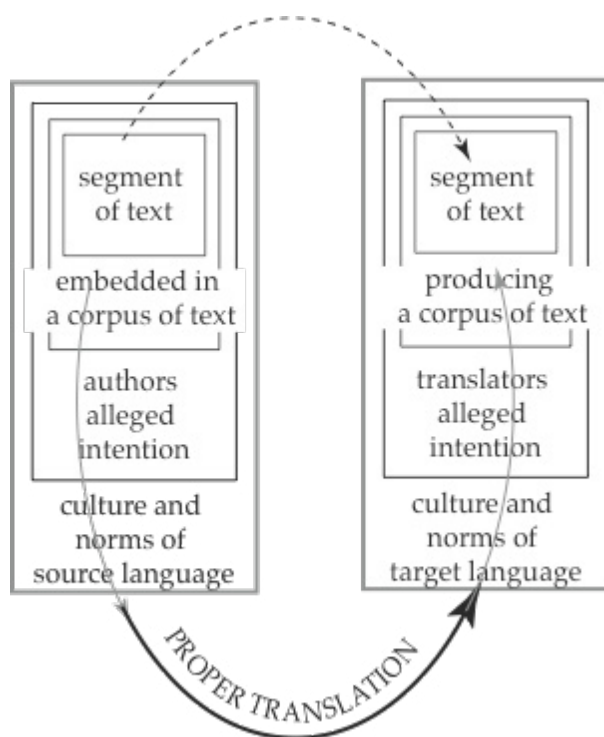 segment
of text
embedded in
a corpus of text
authors
alleged
intention
culture and
norms of
source language
segment
of text
producing
a corpus of text
translators
alleged
intention
culture and
norms of
target language
PROPER TRANSLATION